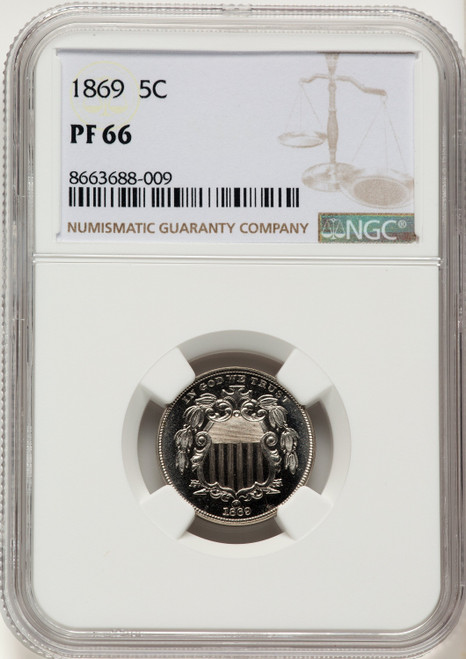 1869 5C
PF 66
8663688-009
NUMISMATIC GUARANTY COMPANY
NGC®
IN GOD WE TRUST
1869